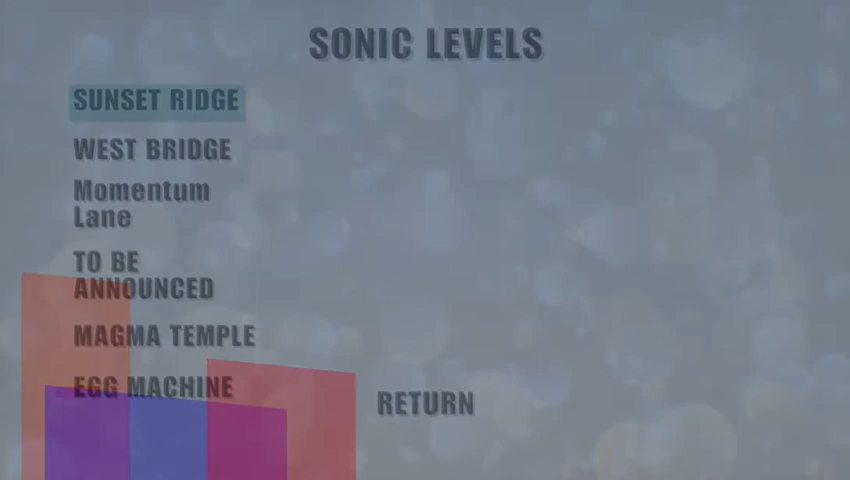 SONIC LEVELS
SUNSET RIDGE
WEST BRIDGE
Momentum
Lane
TO BE
ANNOUNCED
MAGMA TEMPLE
EGG MACHINE
RETURN